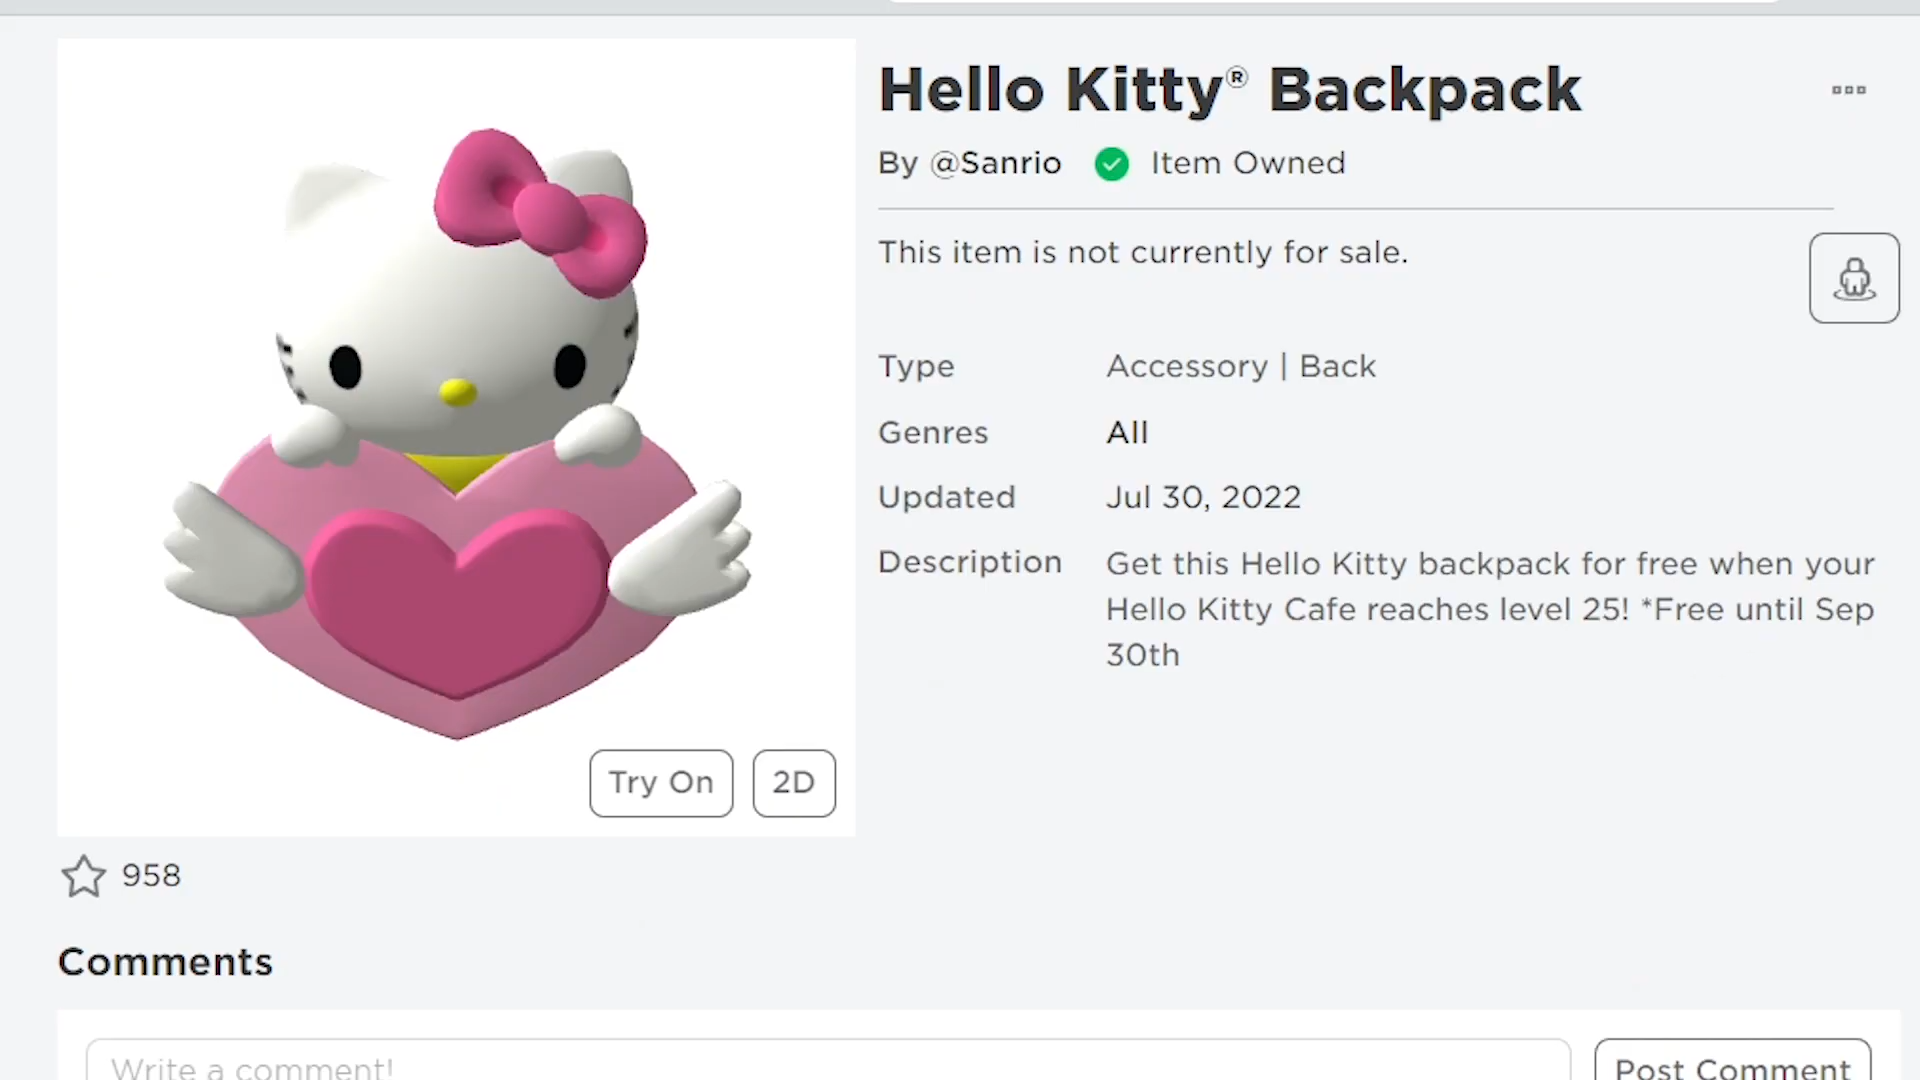 Hello Kitty® Backpack
By @Sanrio Item Owned
This item is not currently for sale.
Type Accessory | Back
Genres All
Updated Jul 30, 2022
Description Get this Hello Kitty backpack for free when your
Hello Kitty Cafe reaches level 25! *Free until Sep
30th
Try On 2D
958
Comments
Write a comment! Post Comment